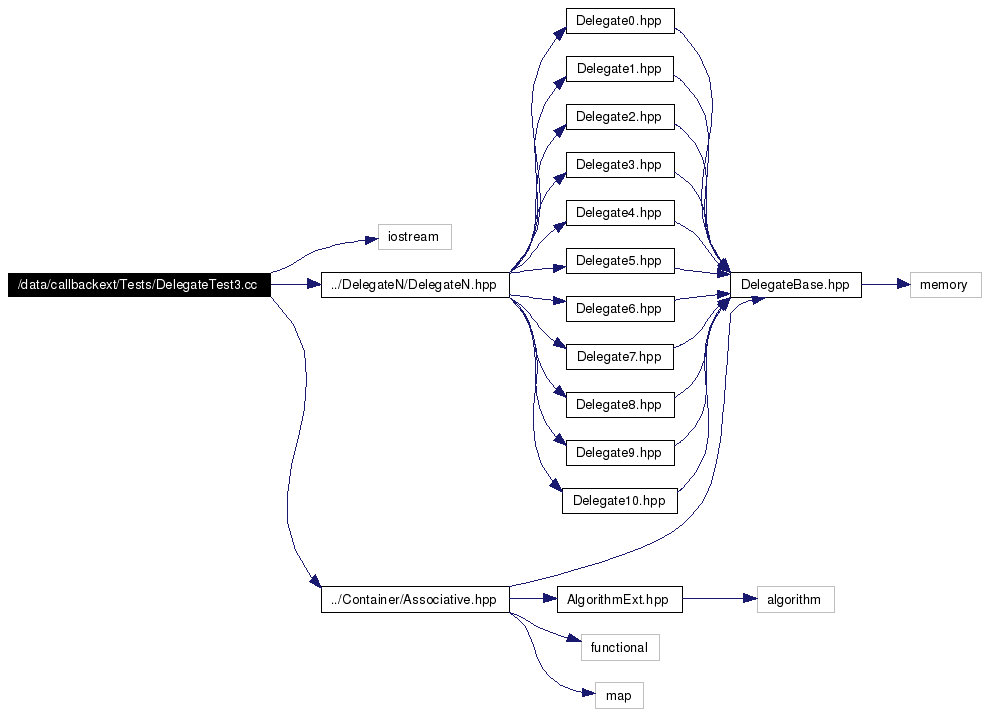 Delegate0.hpp
Delegate1.hpp
Delegate2.hpp
Delegate3.hpp
Delegate4.hpp
iostream
Delegate5.hpp
/data/callbackext/Tests/DelegateTest3.cc
../DelegateN/DelegateN.hpp
DelegateBase.hpp
memory
Delegate6.hpp
Delegate7.hpp
Delegate8.hpp
Delegate9.hpp
Delegate10.hpp
../Container/Associative.hpp
AlgorithmExt.hpp
algorithm
functional
map